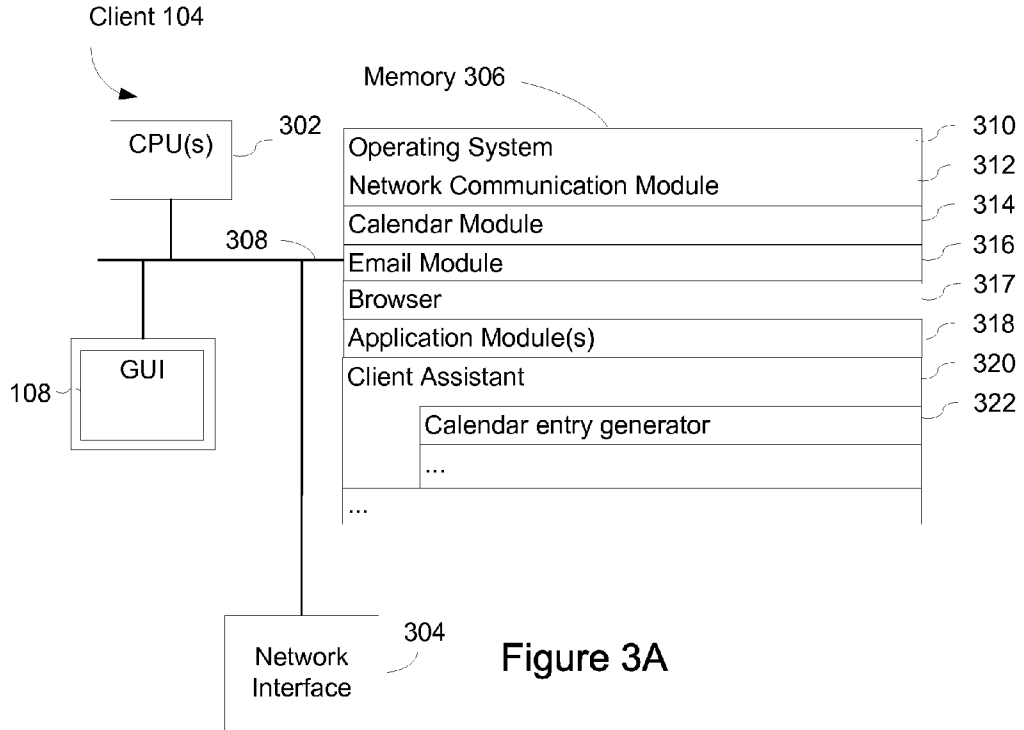 Client 104
Memory 306
CPU(s)
302
Operating System
310
Network Communication Module
312
Calendar Module
314
308
Email Module
316
Browser
317
Application Module(s)
318
GUI
108
Client Assistant
320
Calendar entry generator
322
...
...
Network
Interface
304
Figure 3A